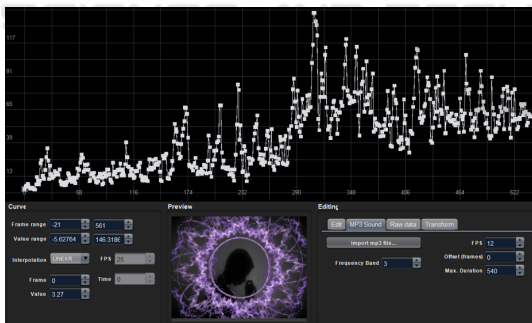 117
91
65
39
13
58
116
174
232
290
348
406
464
522
Curve
Preview
Editing
Frame range -21 561
Value range -5.62764 146.3186
Interpolation LINEAR FPS 25
Frame 0 Time 0
Value 3.27
Edit MP3 Sound Raw data Transform
Import mp3 file...
Frequency Band 3
FPS 12
Offset (frames) 0
Max. Duration 540